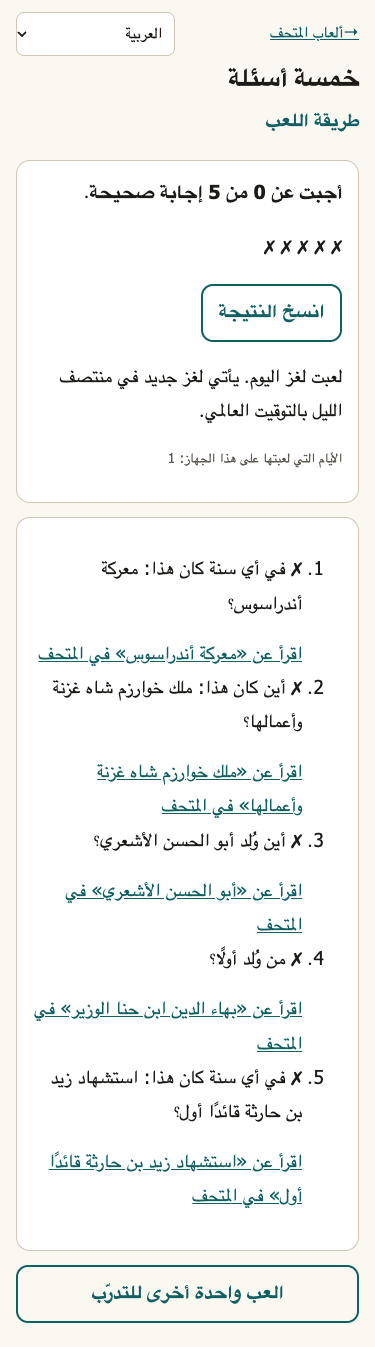 →ألعاب المتحف
العربية
خمسة أسئلة
طريقة اللعب
أجبت عن 0 من 5 إجابة صحيحة.
✗✗✗✗✗
انسخ النتيجة
لعبت لغز اليوم. يأتي لغز جديد في منتصف
الليل بالتوقيت العالمي.
الأيام التي لعبتها على هذا الجهاز: 1
1. ✗ في أي سنة كان هذا: معركة
أندراسوس؟
اقرأ عن «معركة أندراسوس» في المتحف
2. ✗ أين كان هذا: ملك خوارزم شاه غزنة
وأعمالها؟
اقرأ عن «ملك خوارزم شاه غزنة
وأعمالها» في المتحف
3. ✗ أين وُلد أبو الحسن الأشعري؟
اقرأ عن «أبو الحسن الأشعري» في
المتحف
4. ✗ من وُلد أولًا؟
اقرأ عن «بهاء الدين ابن حنا الوزير» في
المتحف
5. ✗ في أي سنة كان هذا: استشهاد زيد
بن حارثة قائدًا أول؟
اقرأ عن «استشهاد زيد بن حارثة قائدًا
أول» في المتحف
العب واحدة أخرى للتدرّب